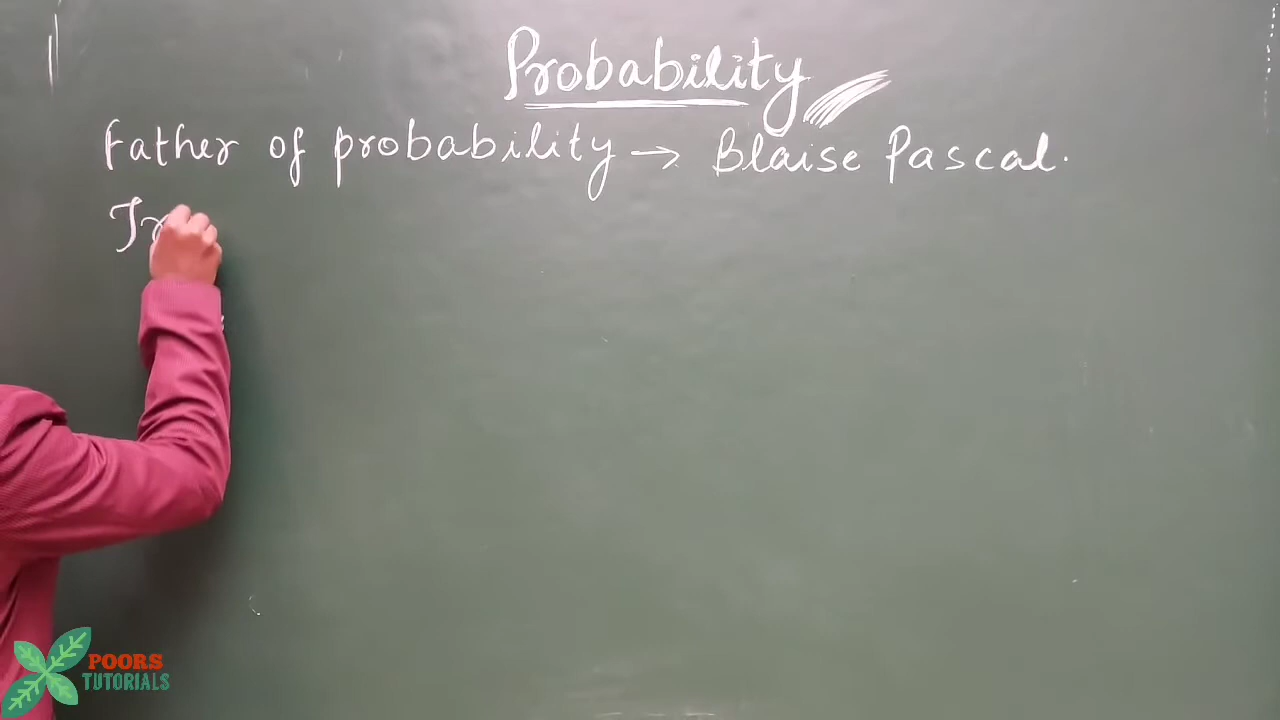 Probability
Father of probability → Blaise Pascal.
POORS
TUTORIALS